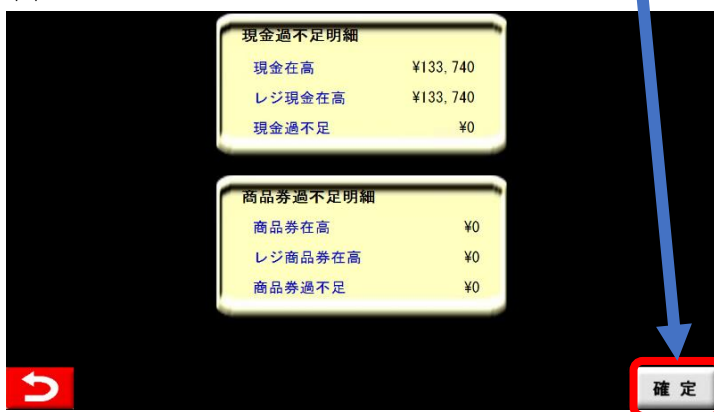 現金過不足明細
現金在高 ¥133,740
レジ現金在高 ¥133,740
現金過不足 ¥0
商品券過不足明細
商品券在高 ¥0
レジ商品券在高 ¥0
商品券過不足 ¥0
確定